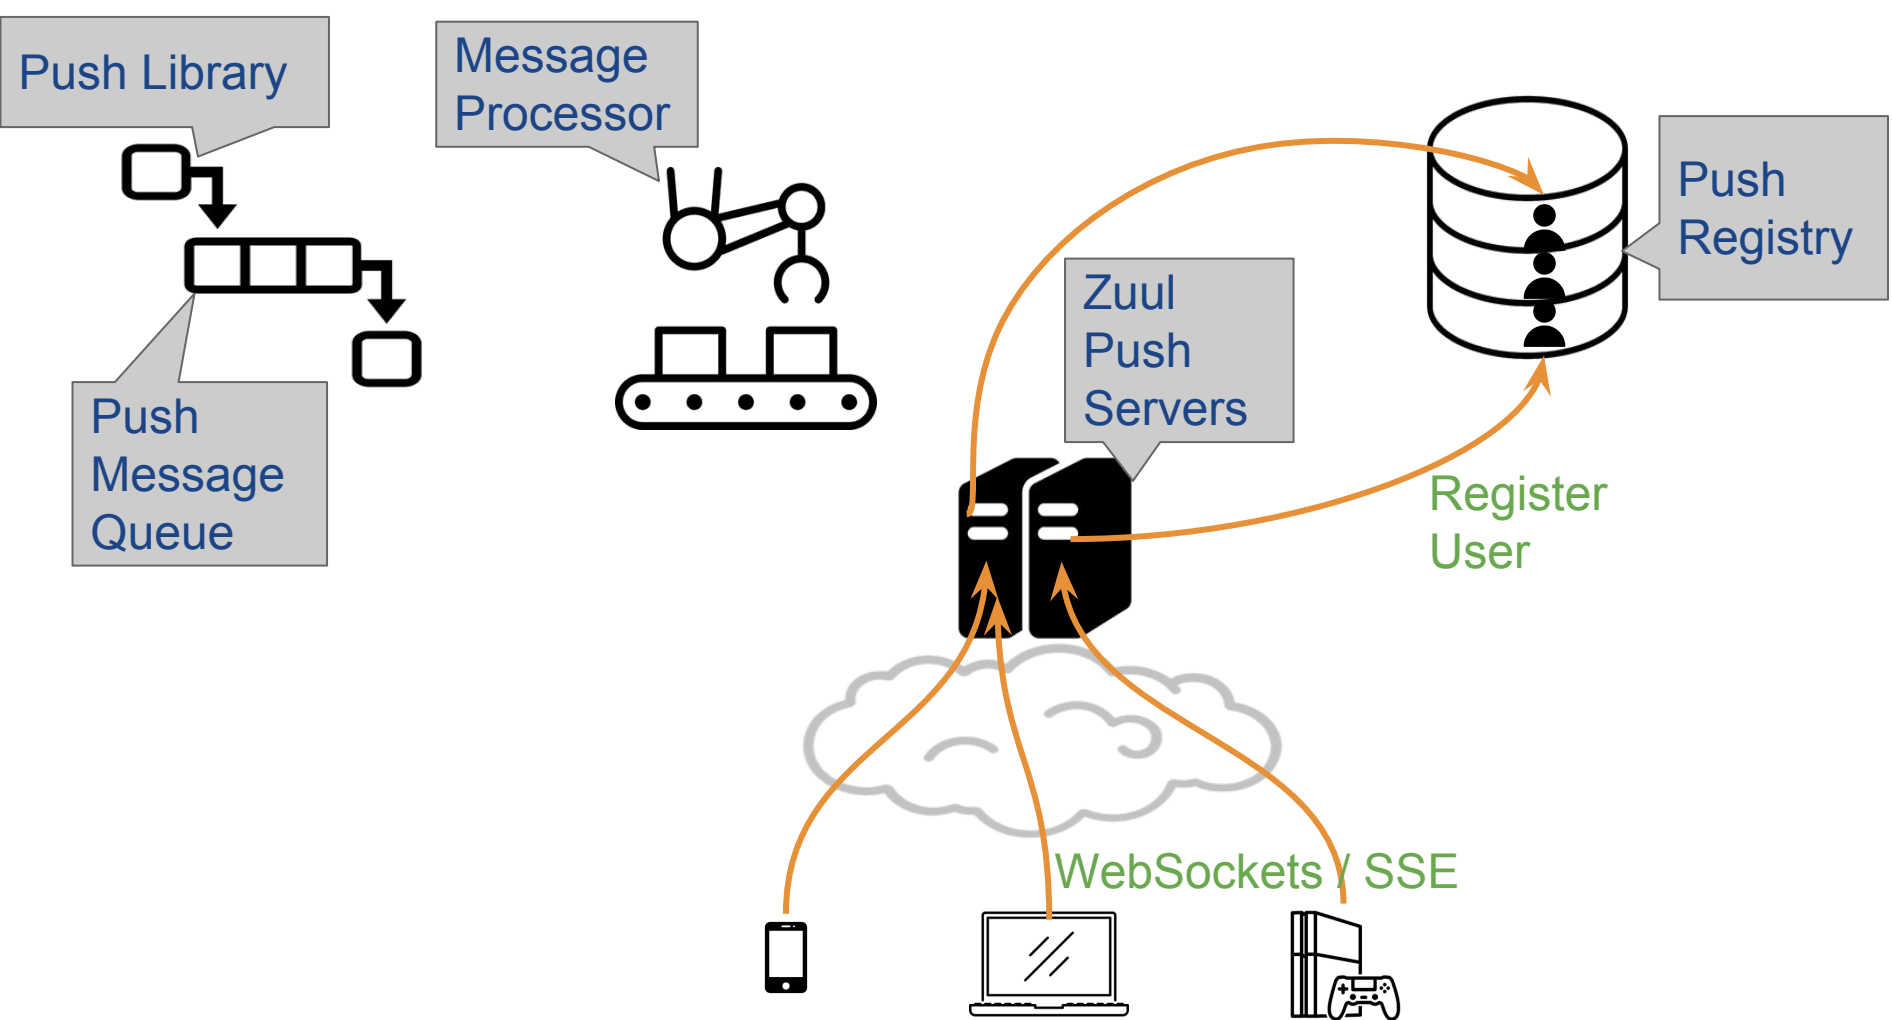 Push Library
Message
Processor
Push
Registry
Zuul
Push
Servers
Push
Message
Queue
Register
User
WebSockets / SSE